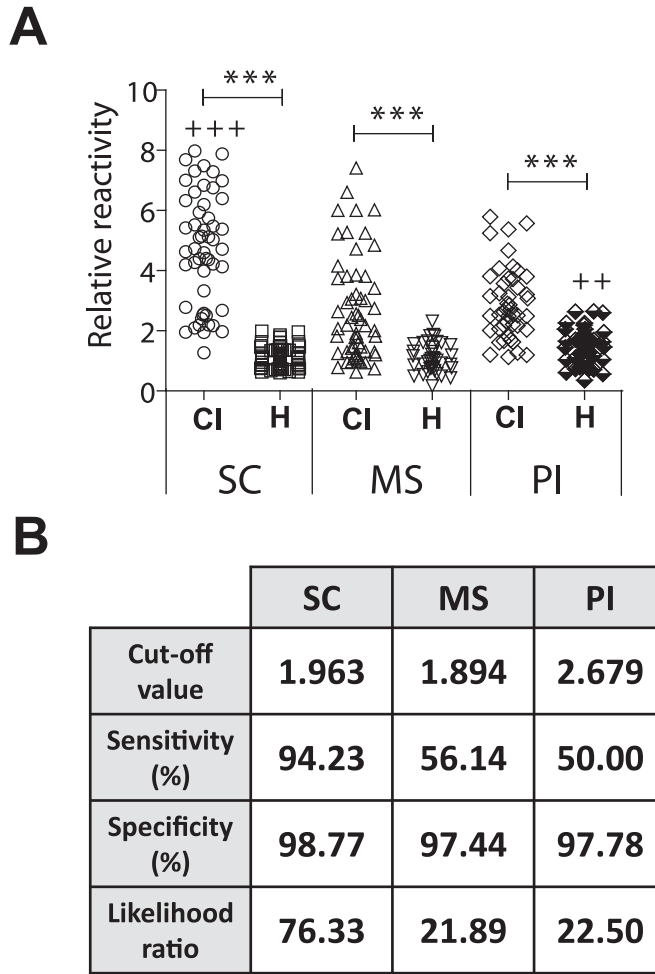 A
Relative reactivity
10
8
6
4
2
0
***
***
***
+++
++
CI H CI H CI H
SC MS PI
B
SC MS PI
Cut-off
value
1.963 1.894 2.679
Sensitivity
(%)
94.23 56.14 50.00
Specificity
(%)
98.77 97.44 97.78
Likelihood
ratio
76.33 21.89 22.50